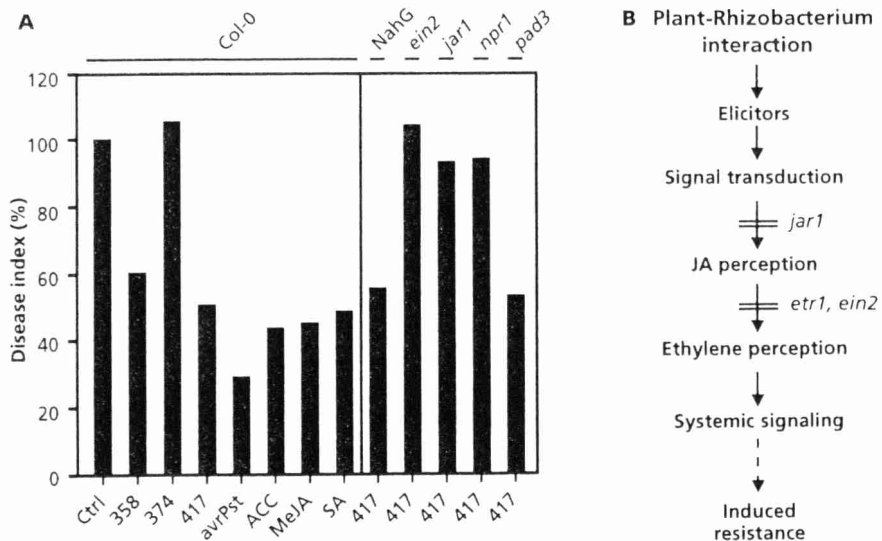 A
Col-0
NahG
ein2
jar1
npr1
pad3
Disease index (%)
120
100
80
60
40
20
0
Ctrl
358
374
417
avrPst
ACC
MeJA
SA
417
417
417
417
417
B Plant-Rhizobacterium
interaction
Elicitors
Signal transduction
jar1
JA perception
etr1, ein2
Ethylene perception
Systemic signaling
Induced
resistance